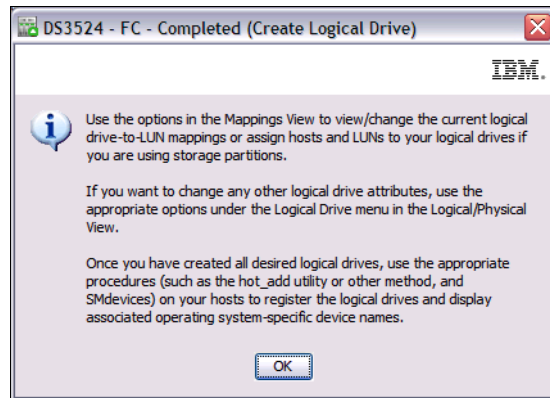 DS3524 - FC - Completed (Create Logical Drive)
IBM.
Use the options in the Mappings View to view/change the current logical
drive-to-LUN mappings or assign hosts and LUNs to your logical drives if
you are using storage partitions.
If you want to change any other logical drive attributes, use the
appropriate options under the Logical Drive menu in the Logical/Physical
View.
Once you have created all desired logical drives, use the appropriate
procedures (such as the hot_add utility or other method, and
SMdevices) on your hosts to register the logical drives and display
associated operating system-specific device names.
OK